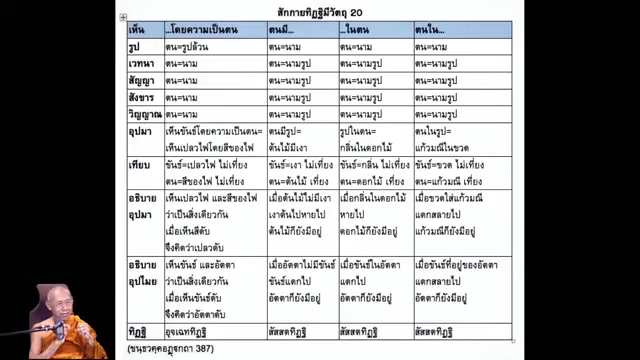 สักกายทิฏฐิมีวัตถุ 20
เห็น ...โดยความเป็นตน ตนมี... ...ในตน ตนใน...
รูป ตน=รูปล้วน ตน=นาม ตน=นาม ตน=นาม
เวทนา ตน=นาม ตน=นามรูป ตน=นามรูป ตน=นามรูป
สัญญา ตน=นาม ตน=นามรูป ตน=นามรูป ตน=นามรูป
สังขาร ตน=นาม ตน=นามรูป ตน=นามรูป ตน=นามรูป
วิญญาณ ตน=นาม ตน=นามรูป ตน=นามรูป ตน=นามรูป
อุปมา เห็นขันธ์โดยความเป็นตน= ตนมีรูป= รูปในตน= ตนในรูป=
เห็นเปลวไฟโดยสีของไฟ ต้นไม้มีเงา กลิ่นในดอกไม้ แก้วมณีในขวด
เทียบ ขันธ์=เปลวไฟ ไม่เที่ยง ขันธ์=เงา ไม่เที่ยง ขันธ์=กลิ่น ไม่เที่ยง ขันธ์=ขวด ไม่เที่ยง
ตน=สีของไฟ ไม่เที่ยง ตน=ต้นไม้ เที่ยง ตน=ดอกไม้ เที่ยง ตน=แก้วมณี เที่ยง
อธิบาย เห็นเปลวไฟ และสีของไฟ เมื่อต้นไม้ไม่มีเงา เมื่อกลิ่นในดอกไม้ เมื่อขวดใส่แก้วมณี
อุปมา ว่าเป็นสิ่งเดียวกัน เงาต้นไม้หายไป หายไป แตกสลายไป
เมื่อเห็นสีดับ ต้นไม้ก็ยังมีอยู่ ดอกไม้ก็ยังมีอยู่ แก้วมณีก็ยังมีอยู่
จึงคิดว่าเปลวดับ
อธิบาย เห็นขันธ์ และอัตตา เมื่ออัตตาไม่มีขันธ์ เมื่อขันธ์ในอัตตา เมื่อขันธ์ที่อยู่ของอัตตา
อุปไมย ว่าเป็นสิ่งเดียวกัน ขันธ์แตกไป แตกไป แตกสลายไป
เมื่อเห็นขันธ์ดับ อัตตาก็ยังมีอยู่ อัตตาก็ยังมีอยู่ อัตตาก็ยังมีอยู่
จึงคิดว่าอัตตาดับ
ทิฏฐิ อุจเฉททิฏฐิ สัสสตทิฏฐิ สัสสตทิฏฐิ สัสสตทิฏฐิ
(ขนฺธวคฺคอฏฺฐกถา 387)